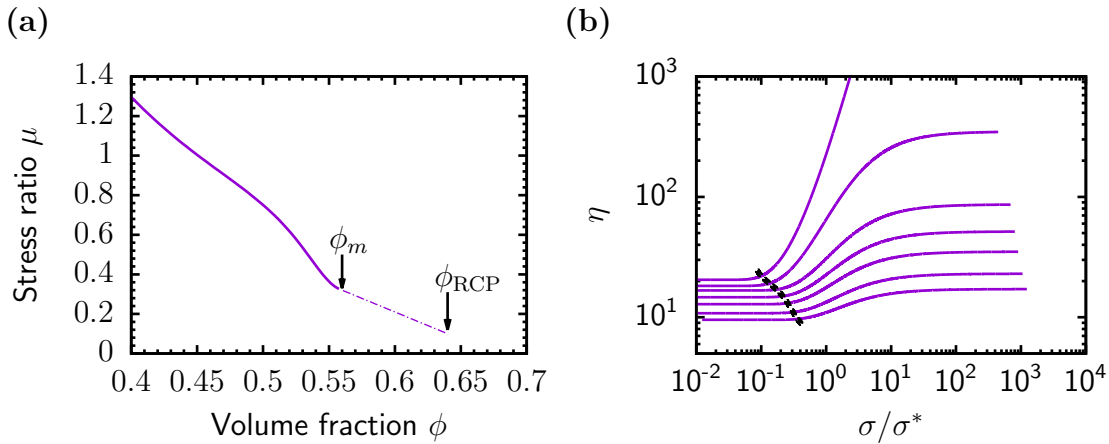 (a)
1.4
1.2
1
0.8
0.6
0.4
0.2
0
Stress ratio μ
ϕm
ϕRCP
0.4 0.45 0.5 0.55 0.6 0.65 0.7
Volume fraction ϕ
(b)
10^3
10^2
10^1
η
10^-2 10^-1 10^0 10^1 10^2 10^3 10^4
σ/σ*